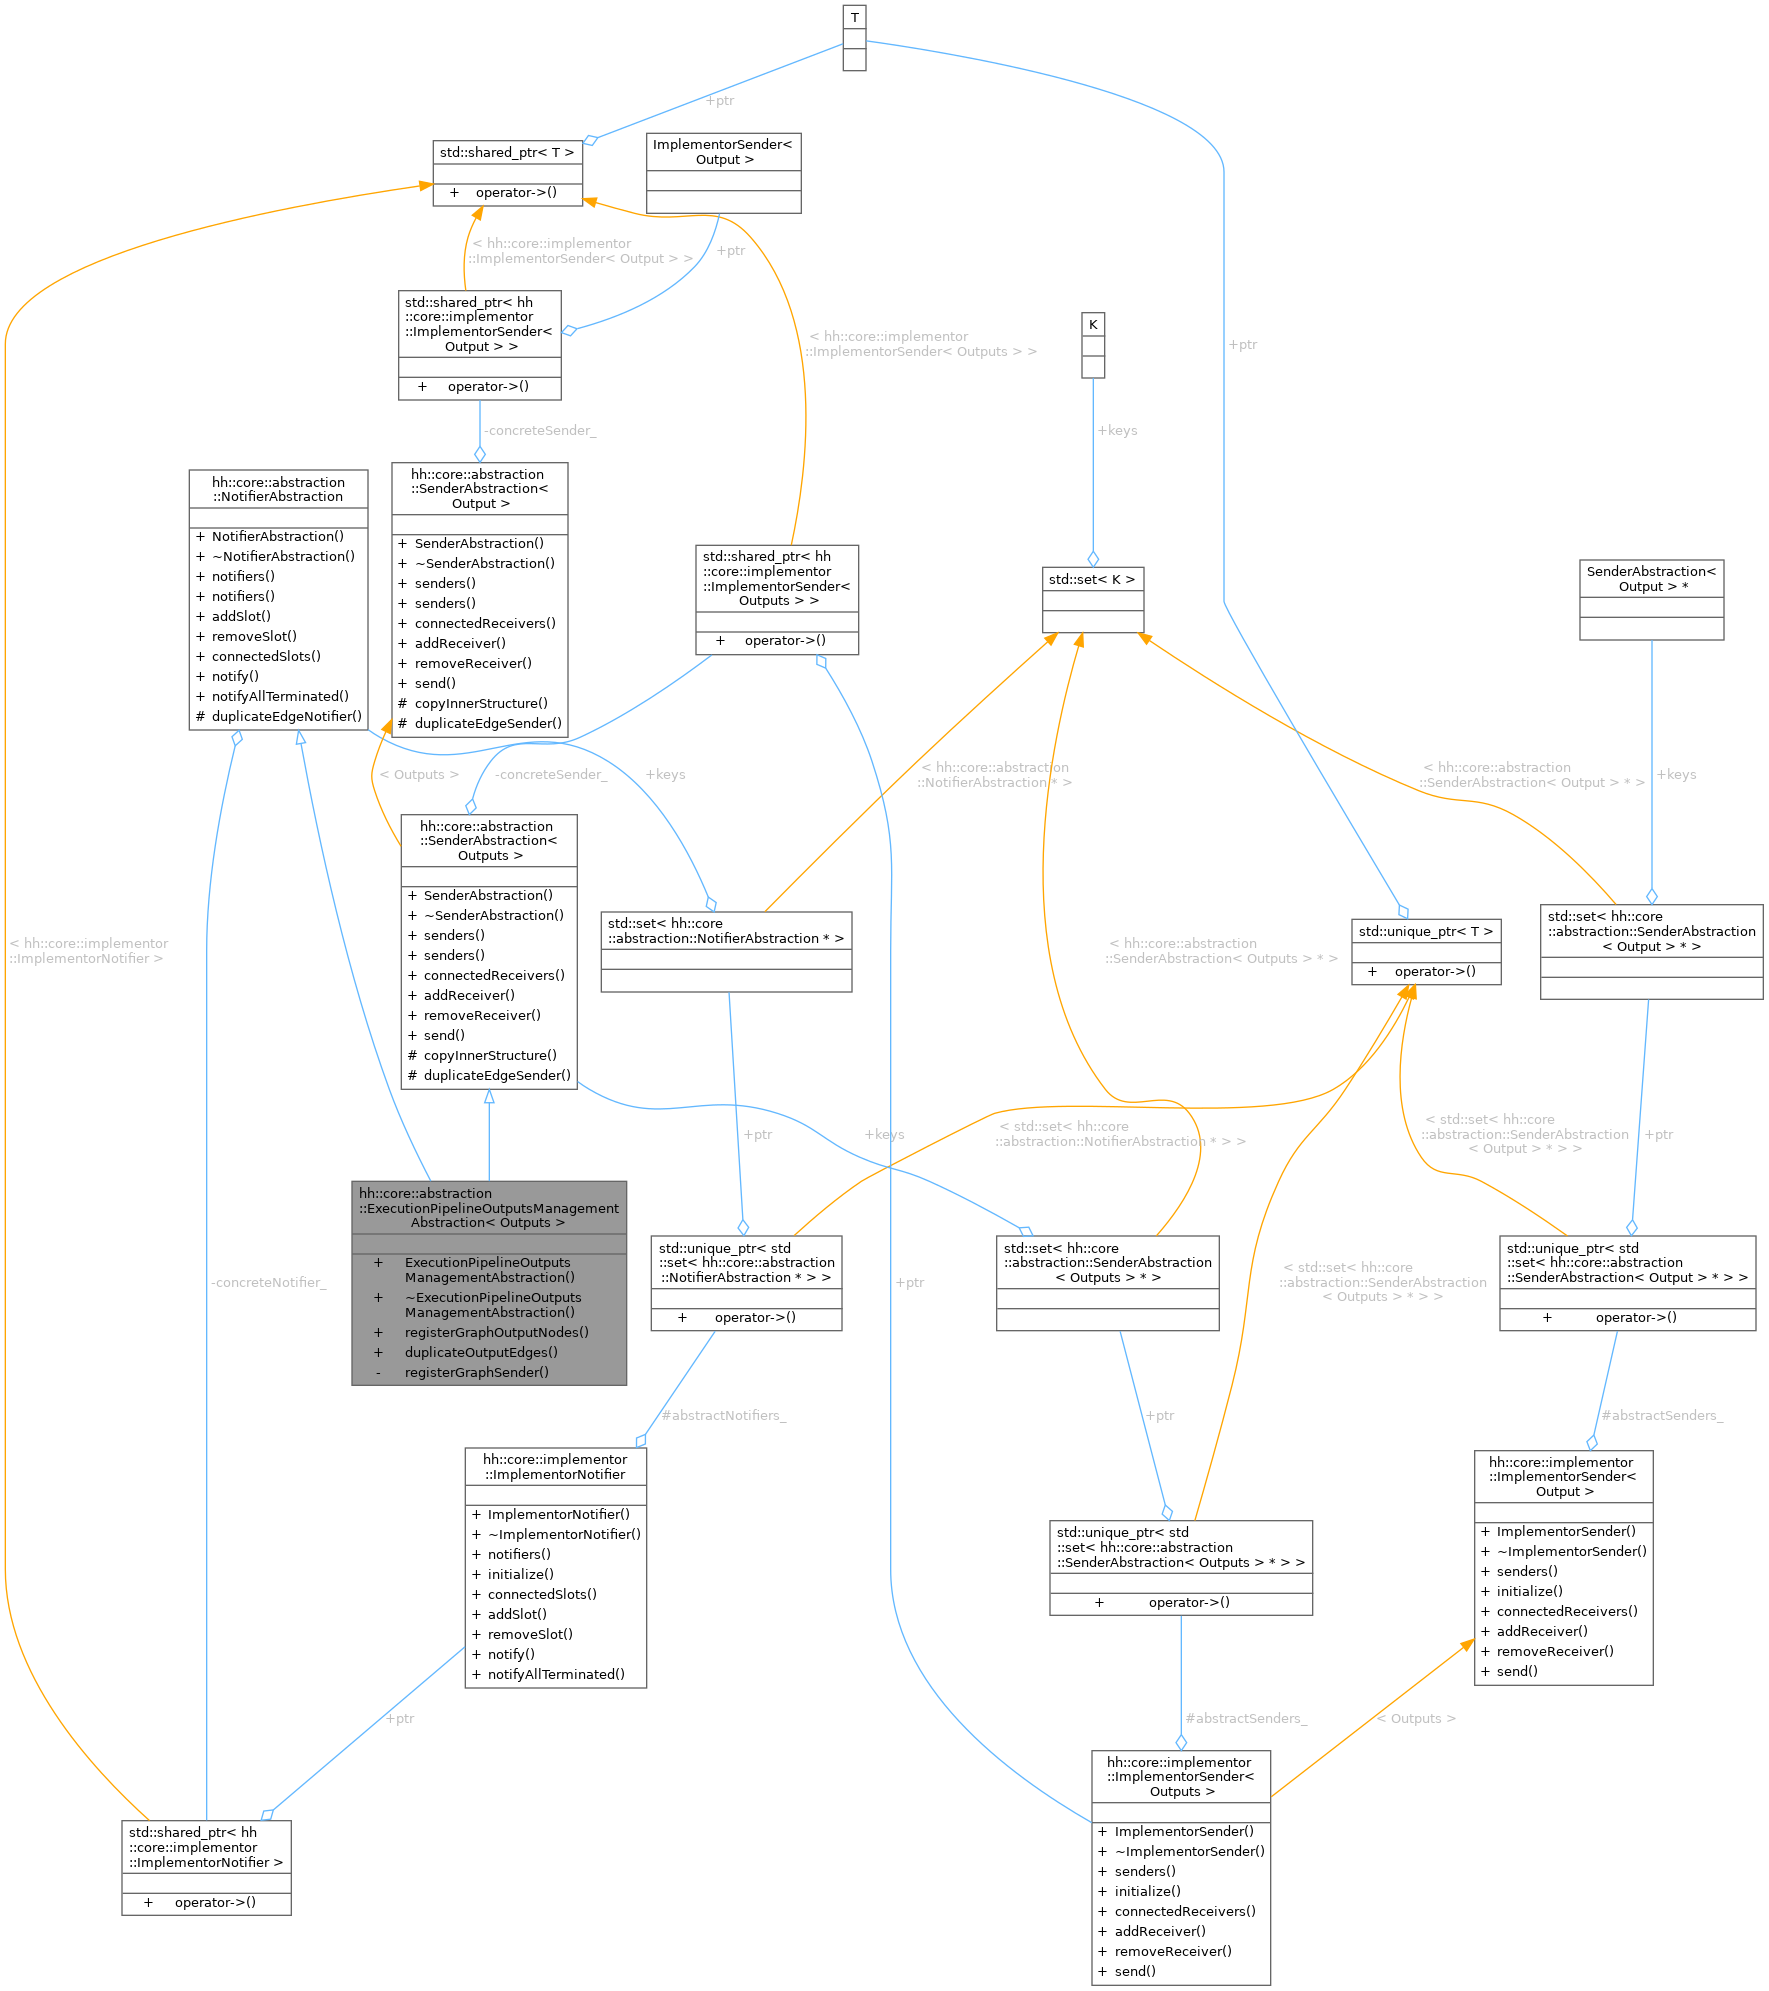 T
+ptr
std::shared_ptr< T >
+ operator->()
ImplementorSender<
Output >
< hh::core::implementor
::ImplementorSender< Output > >
+ptr
std::shared_ptr< hh
::core::implementor
::ImplementorSender<
Output > >
+ operator->()
K
< hh::core::implementor
::ImplementorSender< Outputs > >
+ptr
-concreteSender_
+keys
hh::core::abstraction
::NotifierAbstraction
+ NotifierAbstraction()
+ ~NotifierAbstraction()
+ notifiers()
+ notifiers()
+ addSlot()
+ removeSlot()
+ connectedSlots()
+ notify()
+ notifyAllTerminated()
# duplicateEdgeNotifier()
hh::core::abstraction
::SenderAbstraction<
Output >
+ SenderAbstraction()
+ ~SenderAbstraction()
+ senders()
+ senders()
+ connectedReceivers()
+ addReceiver()
+ removeReceiver()
+ send()
# copyInnerStructure()
# duplicateEdgeSender()
std::shared_ptr< hh
::core::implementor
::ImplementorSender<
Outputs > >
+ operator->()
std::set< K >
SenderAbstraction<
Output > *
< Outputs >
-concreteSender_
+keys
< hh::core::abstraction
::NotifierAbstraction * >
< hh::core::abstraction
::SenderAbstraction< Output > * >
+keys
hh::core::abstraction
::SenderAbstraction<
Outputs >
+ SenderAbstraction()
+ ~SenderAbstraction()
+ senders()
+ senders()
+ connectedReceivers()
+ addReceiver()
+ removeReceiver()
+ send()
# copyInnerStructure()
# duplicateEdgeSender()
std::set< hh::core
::abstraction::NotifierAbstraction * >
std::unique_ptr< T >
+ operator->()
std::set< hh::core
::abstraction::SenderAbstraction
< Output > * >
< hh::core::implementor
::ImplementorNotifier >
< hh::core::abstraction
::SenderAbstraction< Outputs > * >
+ptr
+keys
< std::set< hh::core
::abstraction::NotifierAbstraction * > >
< std::set< hh::core
::abstraction::SenderAbstraction
< Output > * > >
+ptr
hh::core::abstraction
::ExecutionPipelineOutputsManagement
Abstraction< Outputs >
+ ExecutionPipelineOutputs
ManagementAbstraction()
+ ~ExecutionPipelineOutputs
ManagementAbstraction()
+ registerGraphOutputNodes()
+ duplicateOutputEdges()
- registerGraphSender()
std::unique_ptr< std
::set< hh::core::abstraction
::NotifierAbstraction * > >
+ operator->()
std::set< hh::core
::abstraction::SenderAbstraction
< Outputs > * >
std::unique_ptr< std
::set< hh::core::abstraction
::SenderAbstraction< Output > * > >
+ operator->()
-concreteNotifier_
+ptr
< std::set< hh::core
::abstraction::SenderAbstraction
< Outputs > * > >
#abstractNotifiers_
+ptr
#abstractSenders_
hh::core::implementor
::ImplementorNotifier
+ ImplementorNotifier()
+ ~ImplementorNotifier()
+ notifiers()
+ initialize()
+ connectedSlots()
+ addSlot()
+ removeSlot()
+ notify()
+ notifyAllTerminated()
std::unique_ptr< std
::set< hh::core::abstraction
::SenderAbstraction< Outputs > * > >
+ operator->()
hh::core::implementor
::ImplementorSender<
Output >
+ ImplementorSender()
+ ~ImplementorSender()
+ senders()
+ initialize()
+ connectedReceivers()
+ addReceiver()
+ removeReceiver()
+ send()
+ptr
#abstractSenders_
< Outputs >
std::shared_ptr< hh
::core::implementor
::ImplementorNotifier >
+ operator->()
hh::core::implementor
::ImplementorSender<
Outputs >
+ ImplementorSender()
+ ~ImplementorSender()
+ senders()
+ initialize()
+ connectedReceivers()
+ addReceiver()
+ removeReceiver()
+ send()